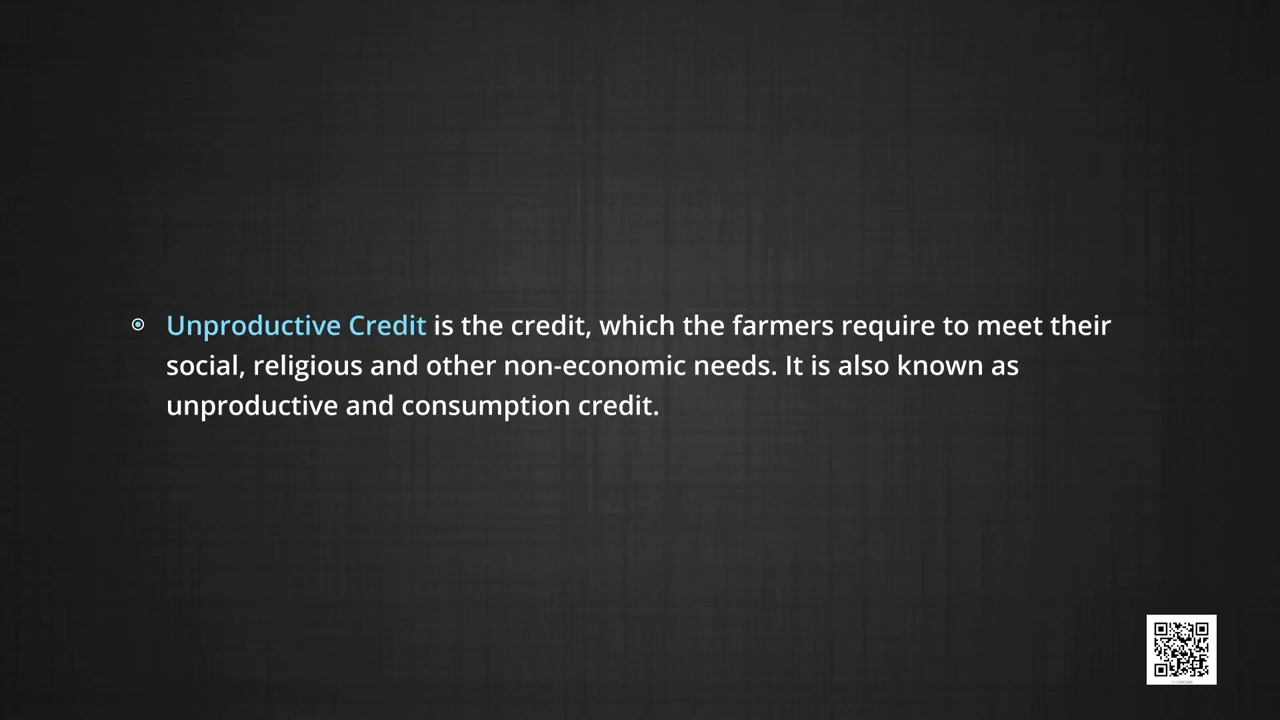 Unproductive Credit is the credit, which the farmers require to meet their
social, religious and other non-economic needs. It is also known as
unproductive and consumption credit.